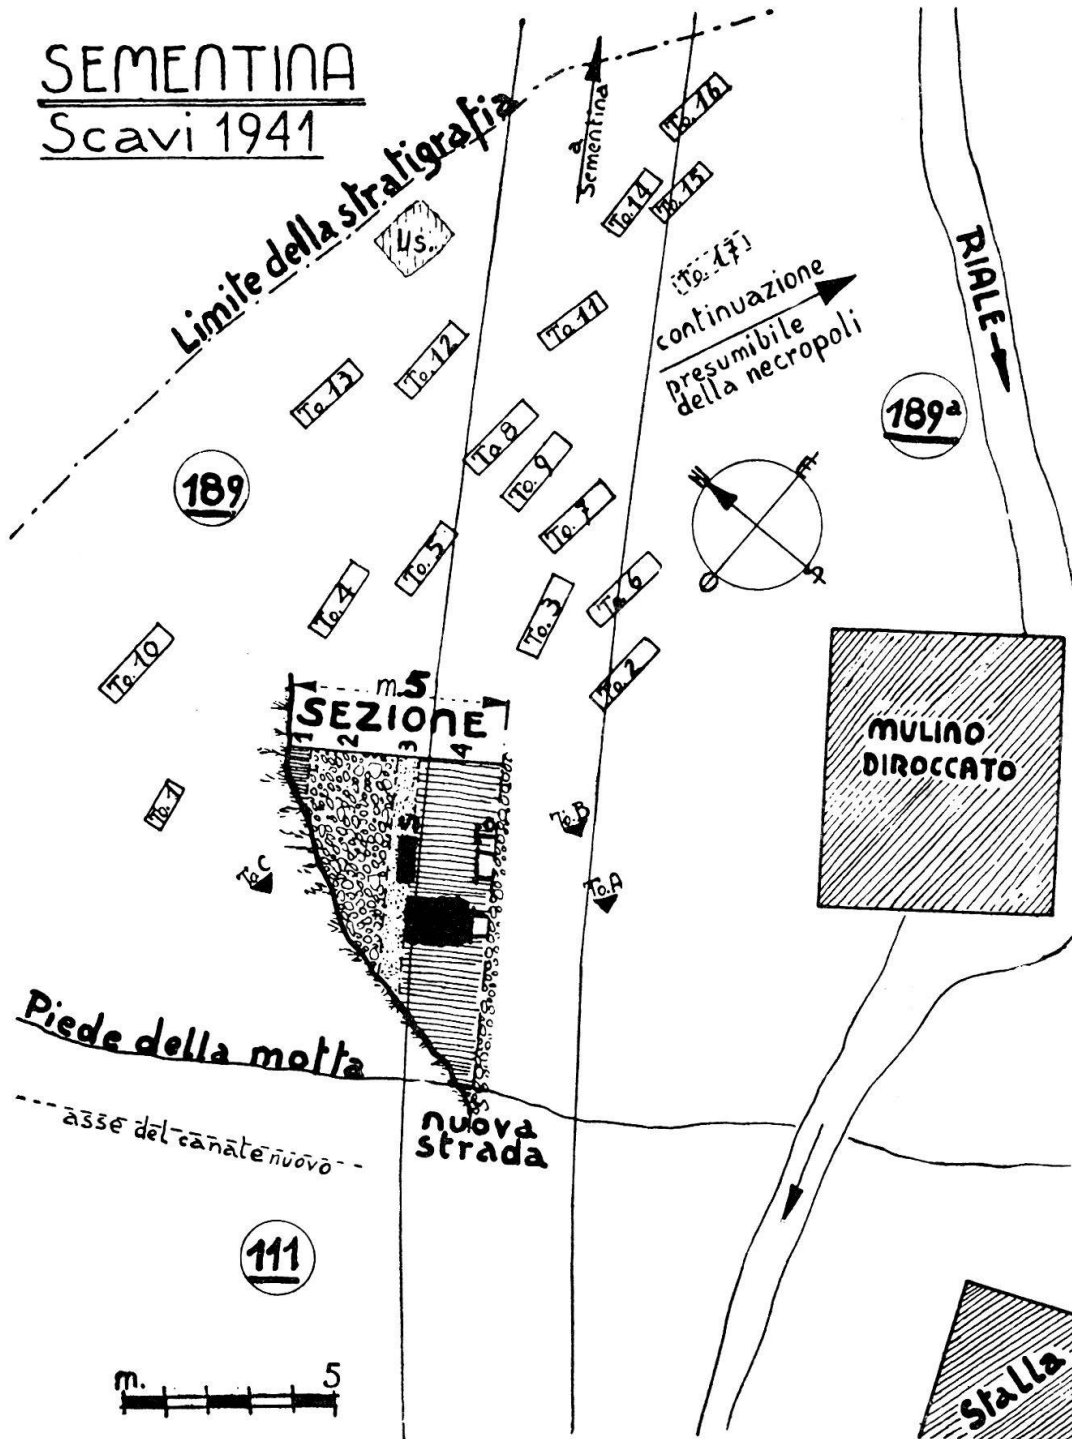 SEMENTINA
Scavi 1941
Limite della stratigrafia
a
Sementina
To. 16
To. 14
To. 15
Us.
To. 17
continuazione
presumibile
della necropoli
RIALE
To 11
To. 12
To. 13
189ª
To 8
To. 9
189
N
E
To. 7
To. 5
O
To. 4
To. 3
To. 6
To. 10
To. 2
m. 5
SEZIONE
1
2
3
4
MULINO
DIROCCATO
To. 1
To. B
To. C
To. A
Piede della motta
asse del canale nuovo
nuova
strada
111
m.
5
Stalla